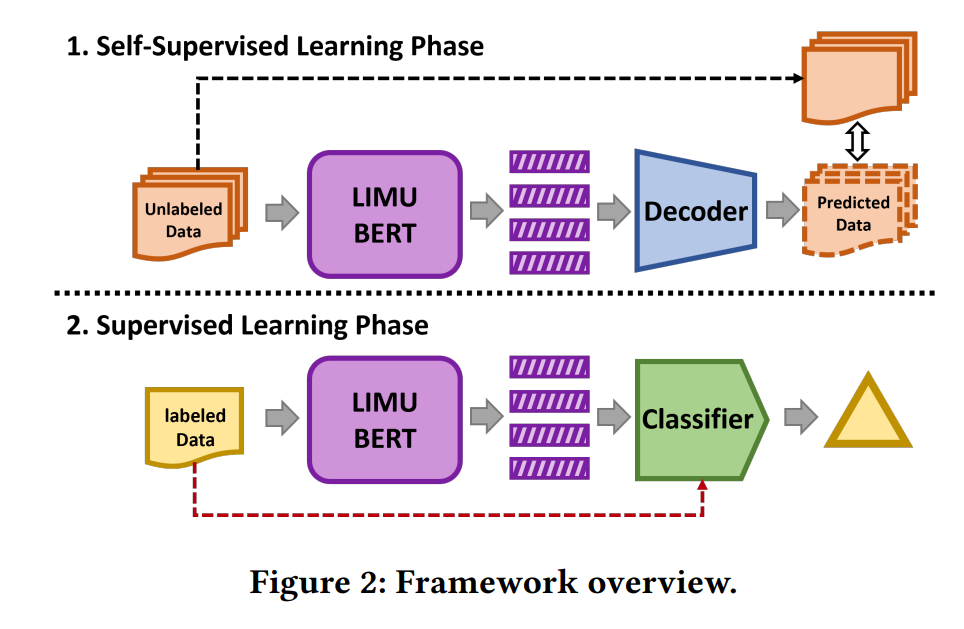 1. Self-Supervised Learning Phase
Unlabeled
Data
LIMU
BERT
Decoder
Predicted
Data
2. Supervised Learning Phase
labeled
Data
LIMU
BERT
Classifier
Figure 2: Framework overview.